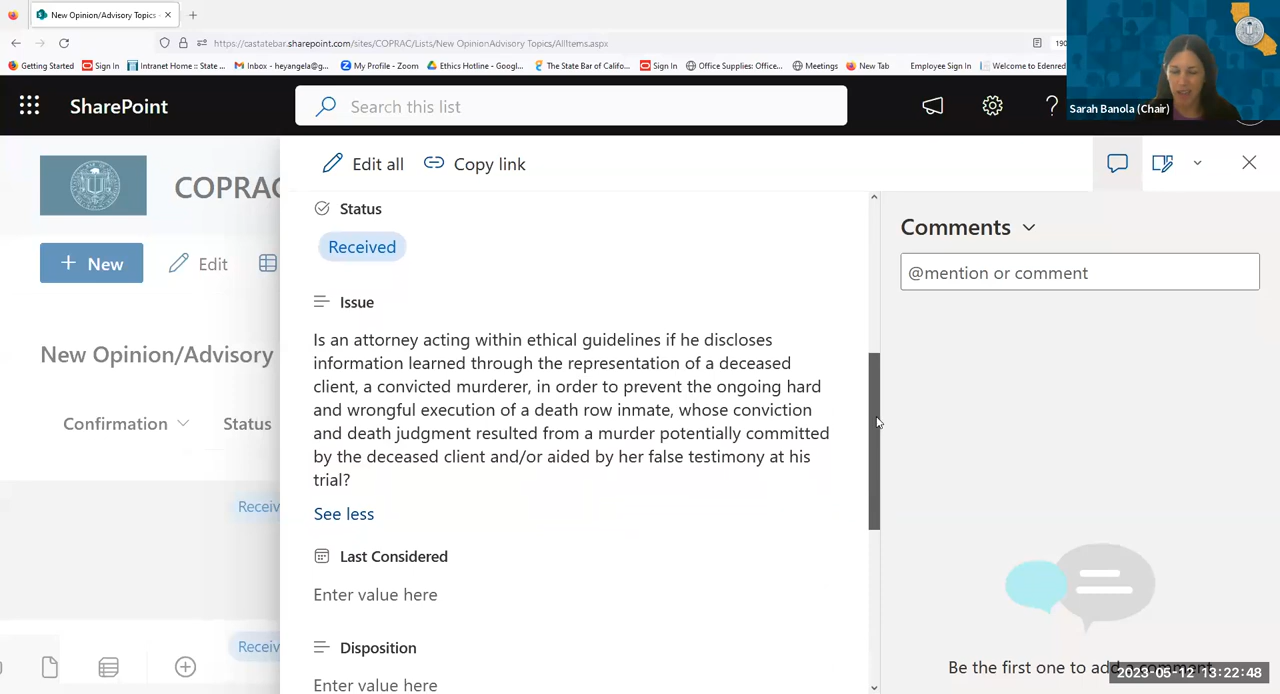 New Opinion/Advisory Topics -
https://castatebar.sharepoint.com/sites/COPRAC/Lists/New OpinionAdvisory Topics/AllItems.aspx
190
Getting Started
Sign In
Intranet Home :: State ...
Inbox - heyangela@g...
My Profile - Zoom
Ethics Hotline - Googl...
The State Bar of Califo...
Sign In
Office Supplies: Office...
Meetings
New Tab
Employee Sign In
Welcome to Edenred
Sarah Banola (Chair)
SharePoint
Search this list
?
Edit all
Copy link
COPRAC
New
Edit
New Opinion/Advisory
Confirmation
Status
Receiv
Receiv
Status
Received
Issue
Is an attorney acting within ethical guidelines if he discloses
information learned through the representation of a deceased
client, a convicted murderer, in order to prevent the ongoing hard
and wrongful execution of a death row inmate, whose conviction
and death judgment resulted from a murder potentially committed
by the deceased client and/or aided by her false testimony at his
trial?
See less
Last Considered
Enter value here
Disposition
Enter value here
Comments
@mention or comment
Be the first one to add a comment
2023-05-12 13:22:48